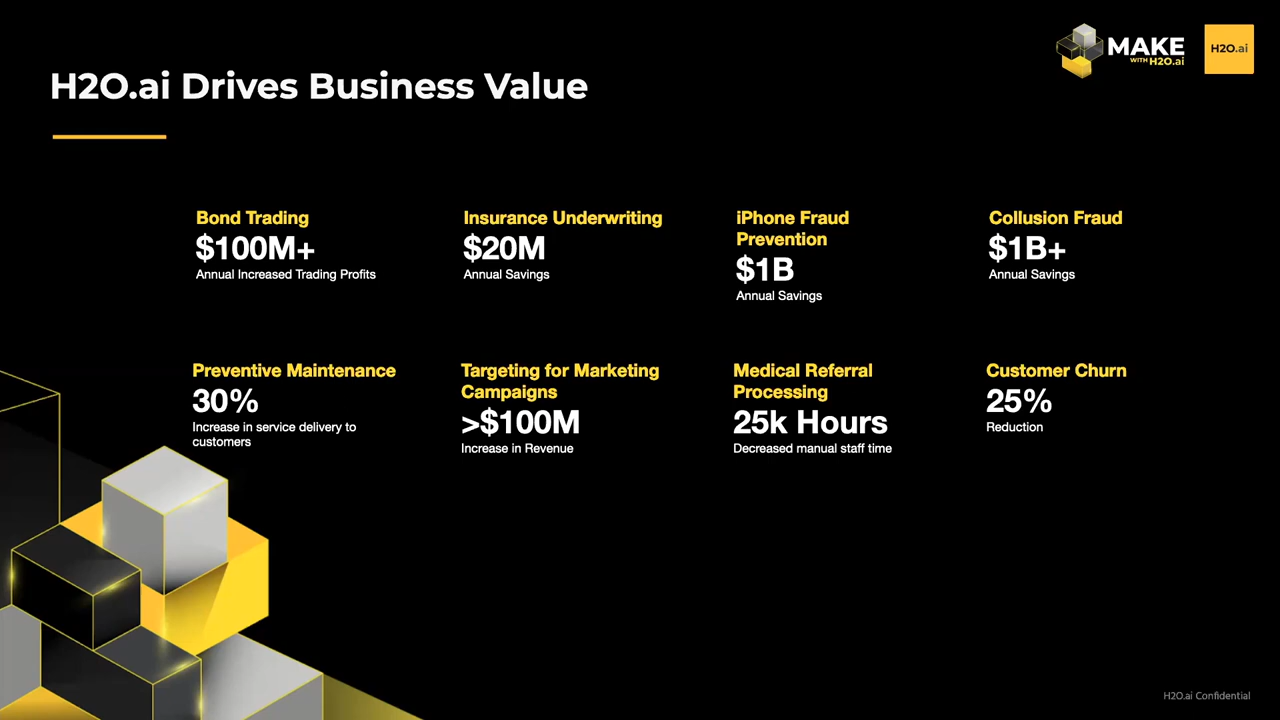 MAKE
WITH H2O.ai
H2O.ai
H2O.ai Drives Business Value
Bond Trading
$100M+
Annual Increased Trading Profits
Insurance Underwriting
$20M
Annual Savings
iPhone Fraud
Prevention
$1B
Annual Savings
Collusion Fraud
$1B+
Annual Savings
Preventive Maintenance
30%
Increase in service delivery to
customers
Targeting for Marketing
Campaigns
>$100M
Increase in Revenue
Medical Referral
Processing
25k Hours
Decreased manual staff time
Customer Churn
25%
Reduction
H2O.ai Confidential